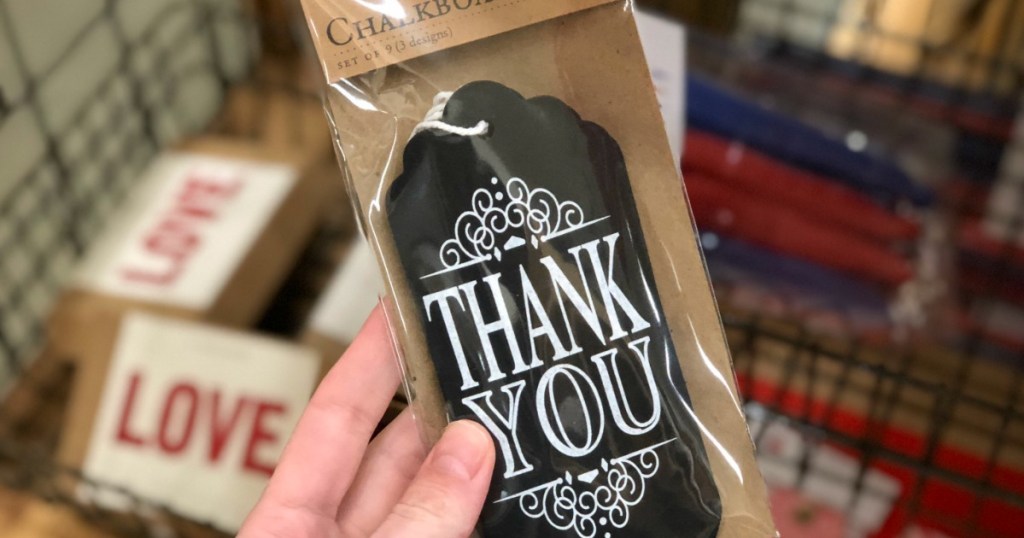 CHALKBOA
SET OF 9 (3 designs)
THANK
YOU
LOVE
LOVE